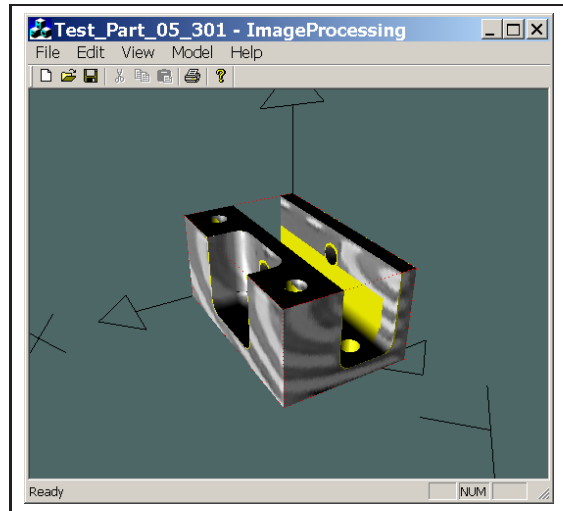 Test_Part_05_301 - ImageProcessing
File Edit View Model Help
Ready
NUM